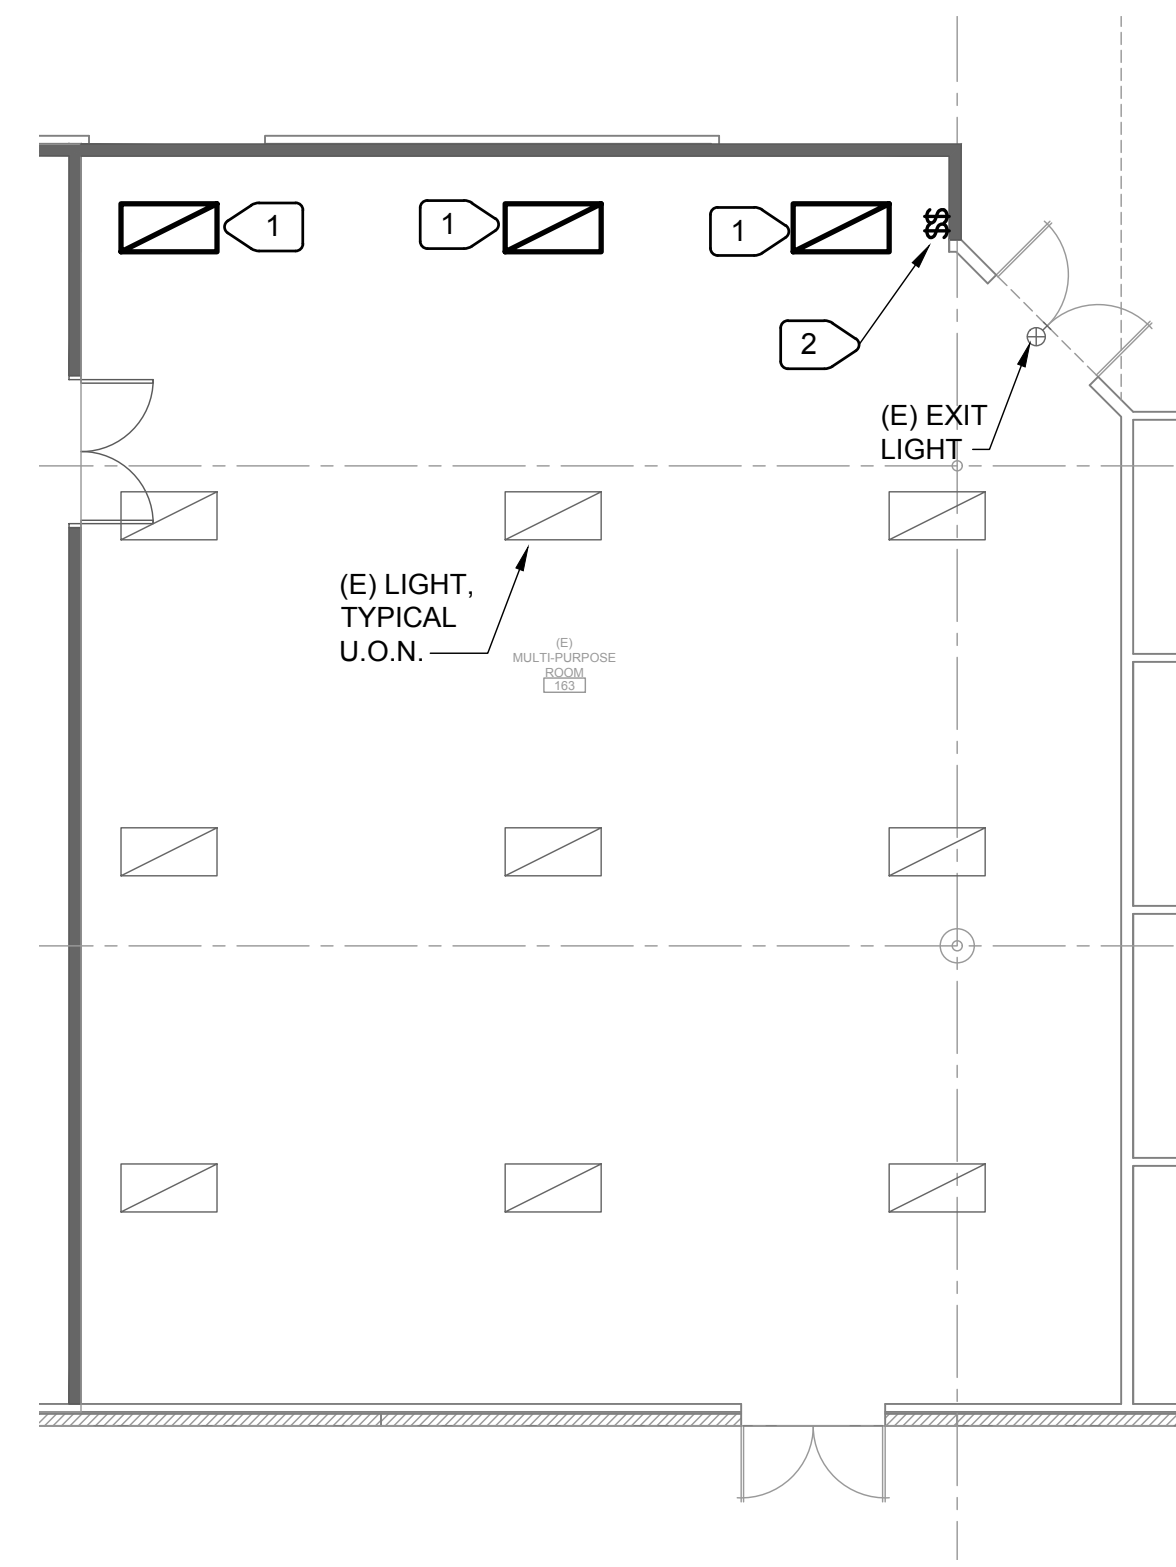 1
1
1
$$
2
(E) EXIT
LIGHT
(E) LIGHT,
TYPICAL
U.O.N.
(E)
MULTI-PURPOSE
ROOM
163